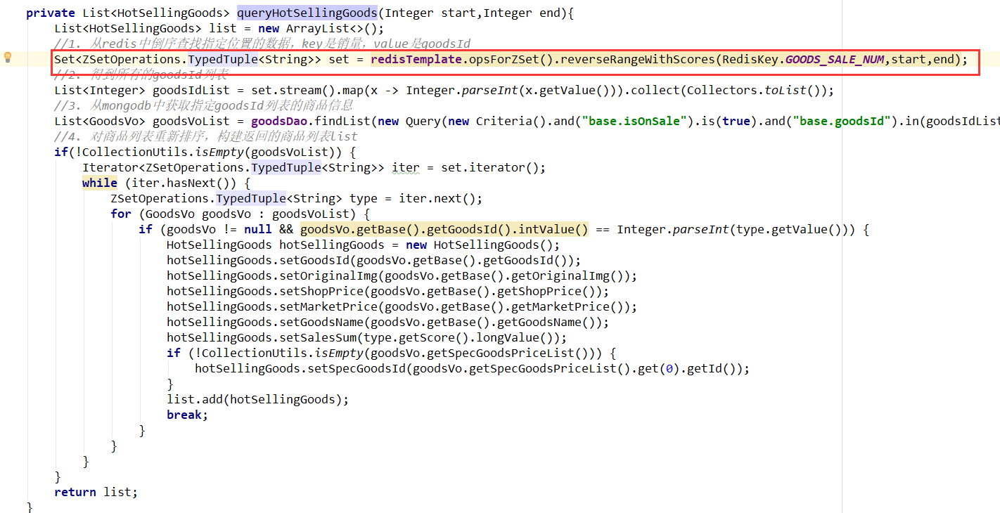 private List<HotSellingGoods> queryHotSellingGoods(Integer start,Integer end){
List<HotSellingGoods> list = new ArrayList<>();
//1. 从redis中倒序查找指定位置的数据，key是销量，value是goodsId
Set<ZSetOperations.TypedTuple<String>> set = redisTemplate.opsForZSet().reverseRangeWithScores(RedisKey.GOODS_SALE_NUM,start,end);
//2. 得到所有的goodsId列表
List<Integer> goodsIdList = set.stream().map(x -> Integer.parseInt(x.getValue())).collect(Collectors.toList());
//3. 从mongodb中获取指定goodsId列表的商品信息
List<GoodsVo> goodsVoList = goodsDao.findList(new Query(new Criteria().and("base.isOnSale").is(true).and("base.goodsId").in(goodsIdList
//4. 对商品列表重新排序，构建返回的商品列表list
if(!CollectionUtils.isEmpty(goodsVoList)) {
Iterator<ZSetOperations.TypedTuple<String>> iter = set.iterator();
while (iter.hasNext()) {
ZSetOperations.TypedTuple<String> type = iter.next();
for (GoodsVo goodsVo : goodsVoList) {
if (goodsVo != null && goodsVo.getBase().getGoodsId().intValue() == Integer.parseInt(type.getValue())) {
HotSellingGoods hotSellingGoods = new HotSellingGoods();
hotSellingGoods.setGoodsId(goodsVo.getBase().getGoodsId());
hotSellingGoods.setOriginalImg(goodsVo.getBase().getOriginalImg());
hotSellingGoods.setShopPrice(goodsVo.getBase().getShopPrice());
hotSellingGoods.setMarketPrice(goodsVo.getBase().getMarketPrice());
hotSellingGoods.setGoodsName(goodsVo.getBase().getGoodsName());
hotSellingGoods.setSalesSum(type.getScore().longValue());
if (!CollectionUtils.isEmpty(goodsVo.getSpecGoodsPriceList())) {
hotSellingGoods.setSpecGoodsId(goodsVo.getSpecGoodsPriceList().get(0).getId());
}
list.add(hotSellingGoods);
break;
}
}
}
}
return list;
}